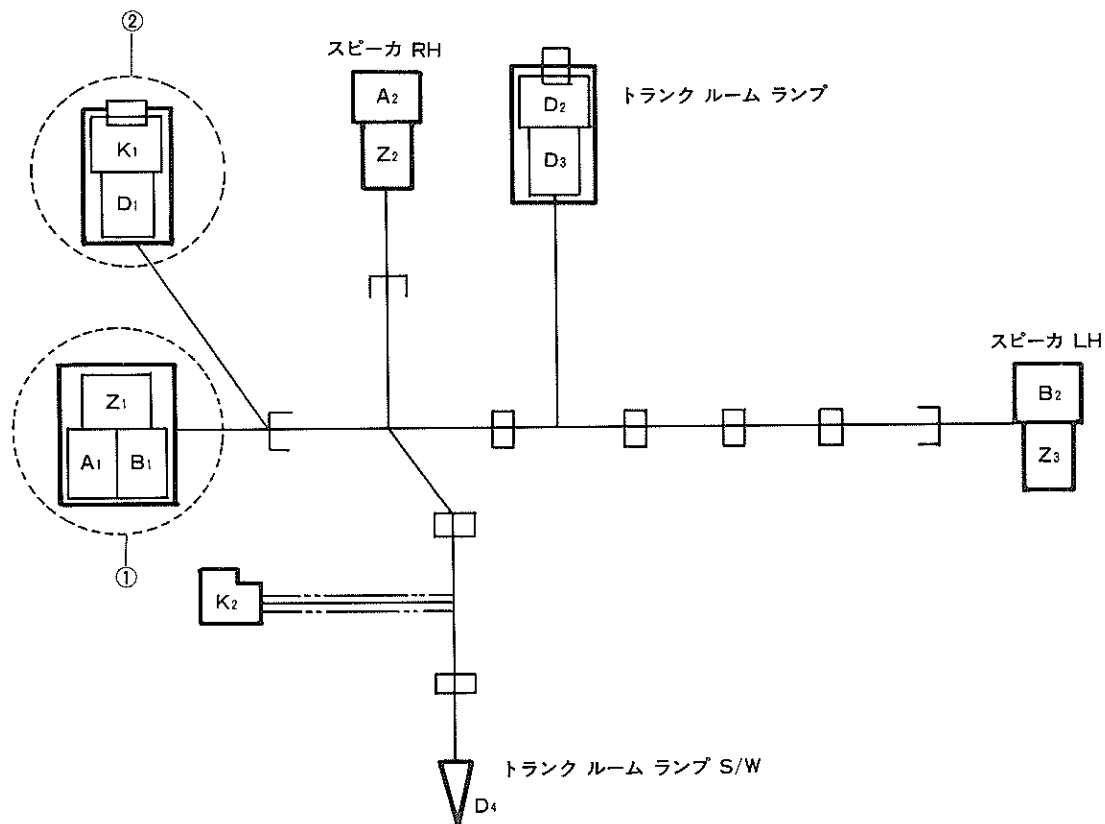 ②
スピーカ RH
トランク ルーム ランプ
A2
D2
K1
Z2
D3
D1
スピーカ LH
Z1
B2
A1 B1
Z3
①
K2
トランク ルーム ランプ S/W
D4